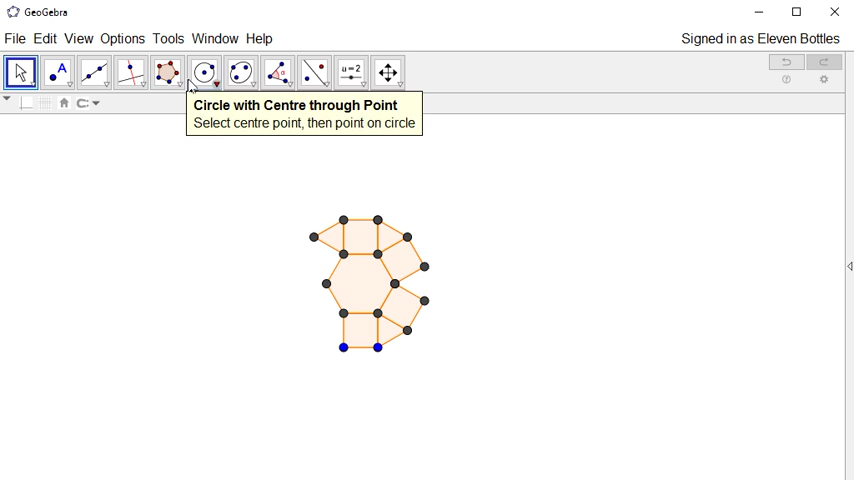 GeoGebra
File Edit View Options Tools Window Help
Signed in as Eleven Bottles
A
α
a=2
Circle with Centre through Point
Select centre point, then point on circle